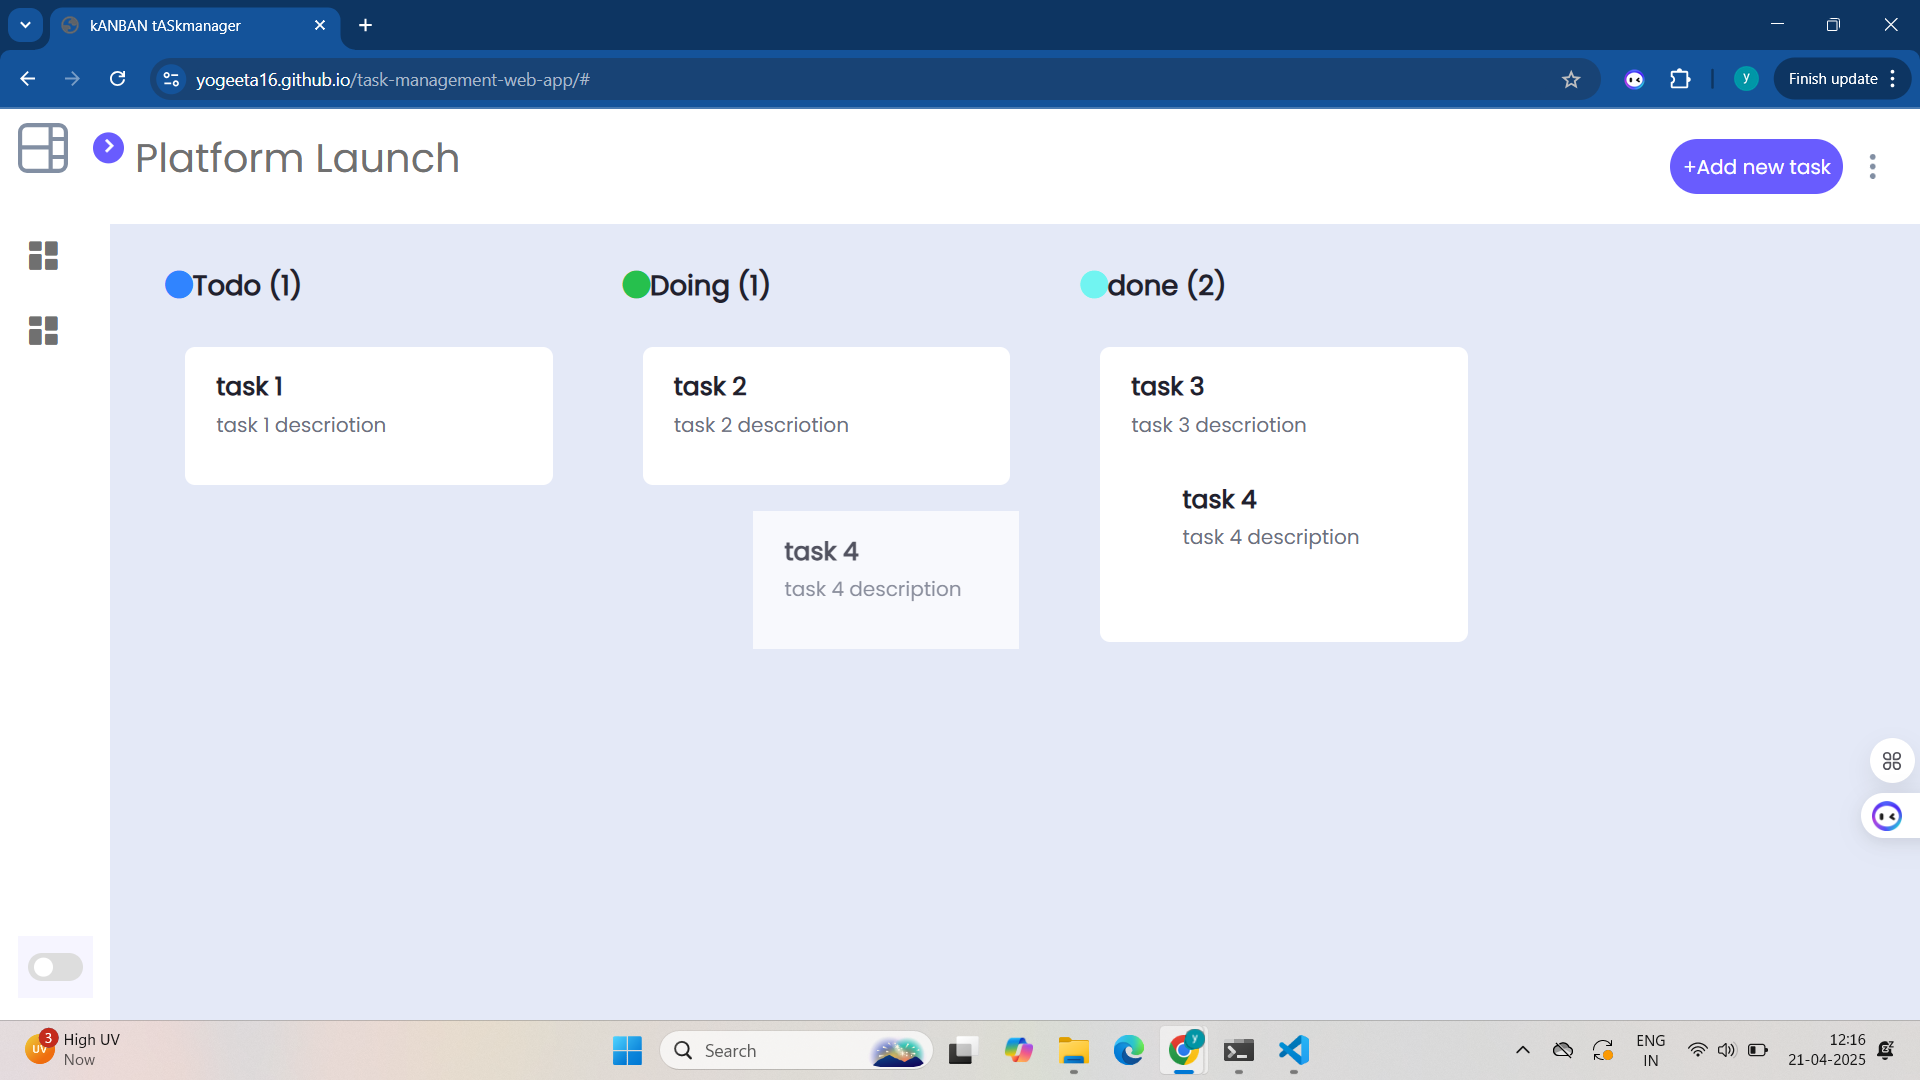 kANBAN tASkmanager
yogeeta16.github.io/task-management-web-app/#
y
Finish update
Platform Launch
+Add new task
Todo (1)
Doing (1)
done (2)
task 1
task 1 descriotion
task 2
task 2 descriotion
task 3
task 3 descriotion
task 4
task 4 description
task 4
task 4 description
3
UV
High UV
Now
Search
y
ENG
IN
12:16
21-04-2025